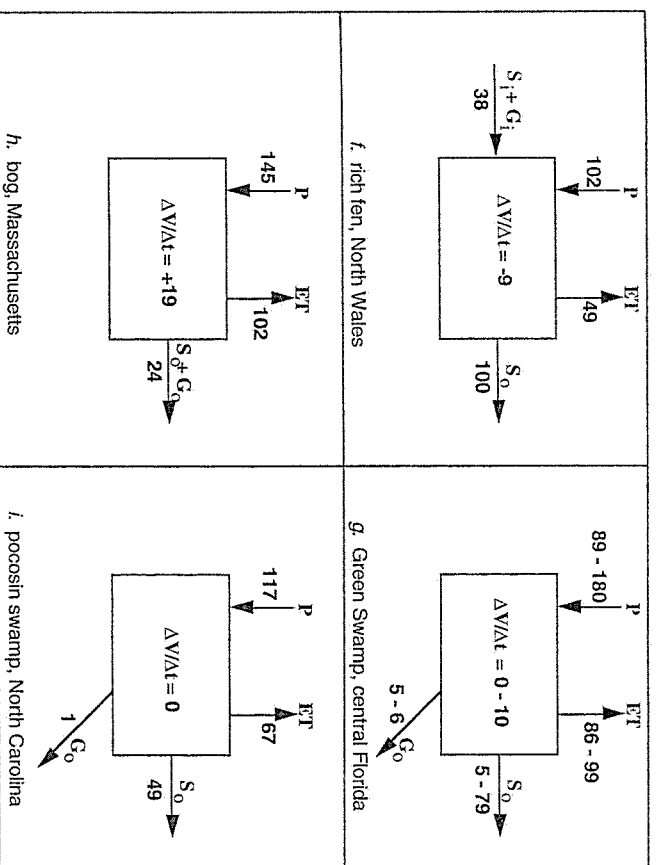 P
ET
102
49
S_i + G_i
38
ΔV/Δt = -9
S_o
100
f. rich fen, North Wales
P
ET
89 - 180
86 - 99
ΔV/Δt = 0 - 10
S_o
5 - 79
5 - 6 G_o
g. Green Swamp, central Florida
P
ET
145
102
ΔV/Δt = +19
S_o + G_o
24
h. bog, Massachusetts
P
ET
117
67
ΔV/Δt = 0
S_o
49
1 G_o
i. pocosin swamp, North Carolina